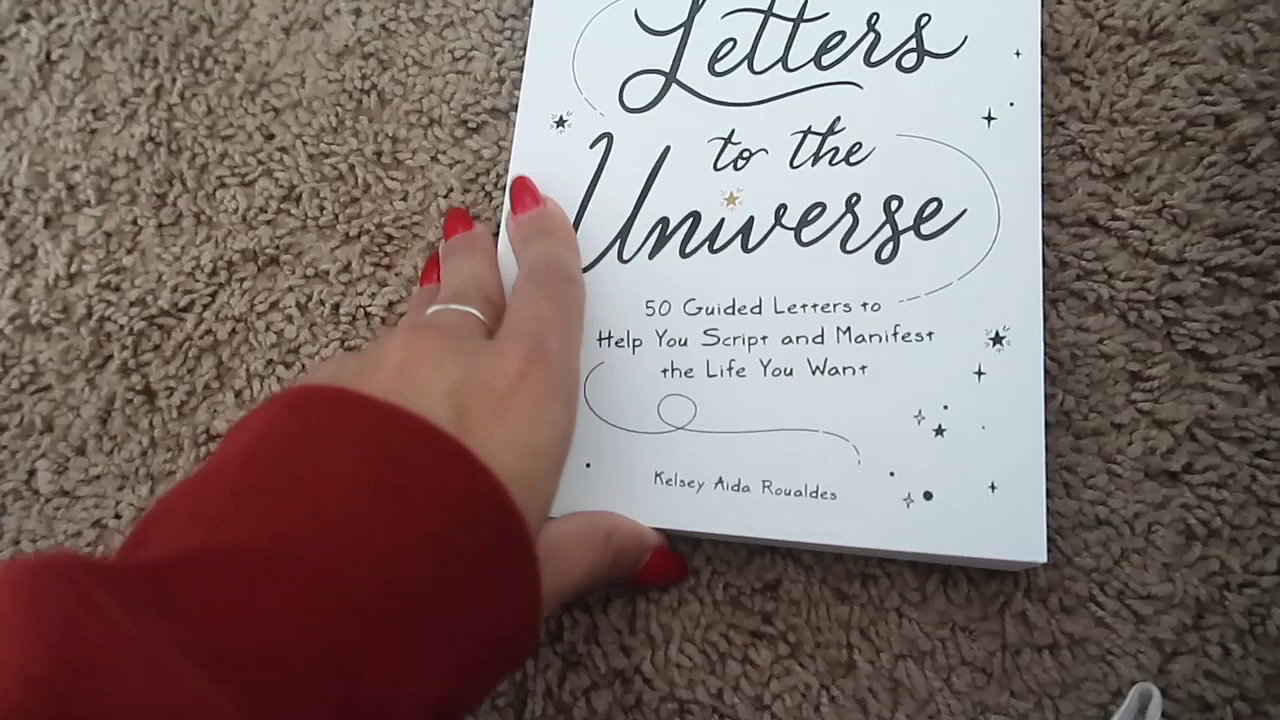 Letters
to the
Universe
50 Guided Letters to
Help You Script and Manifest
the Life You Want
Kelsey Aida Roualdes